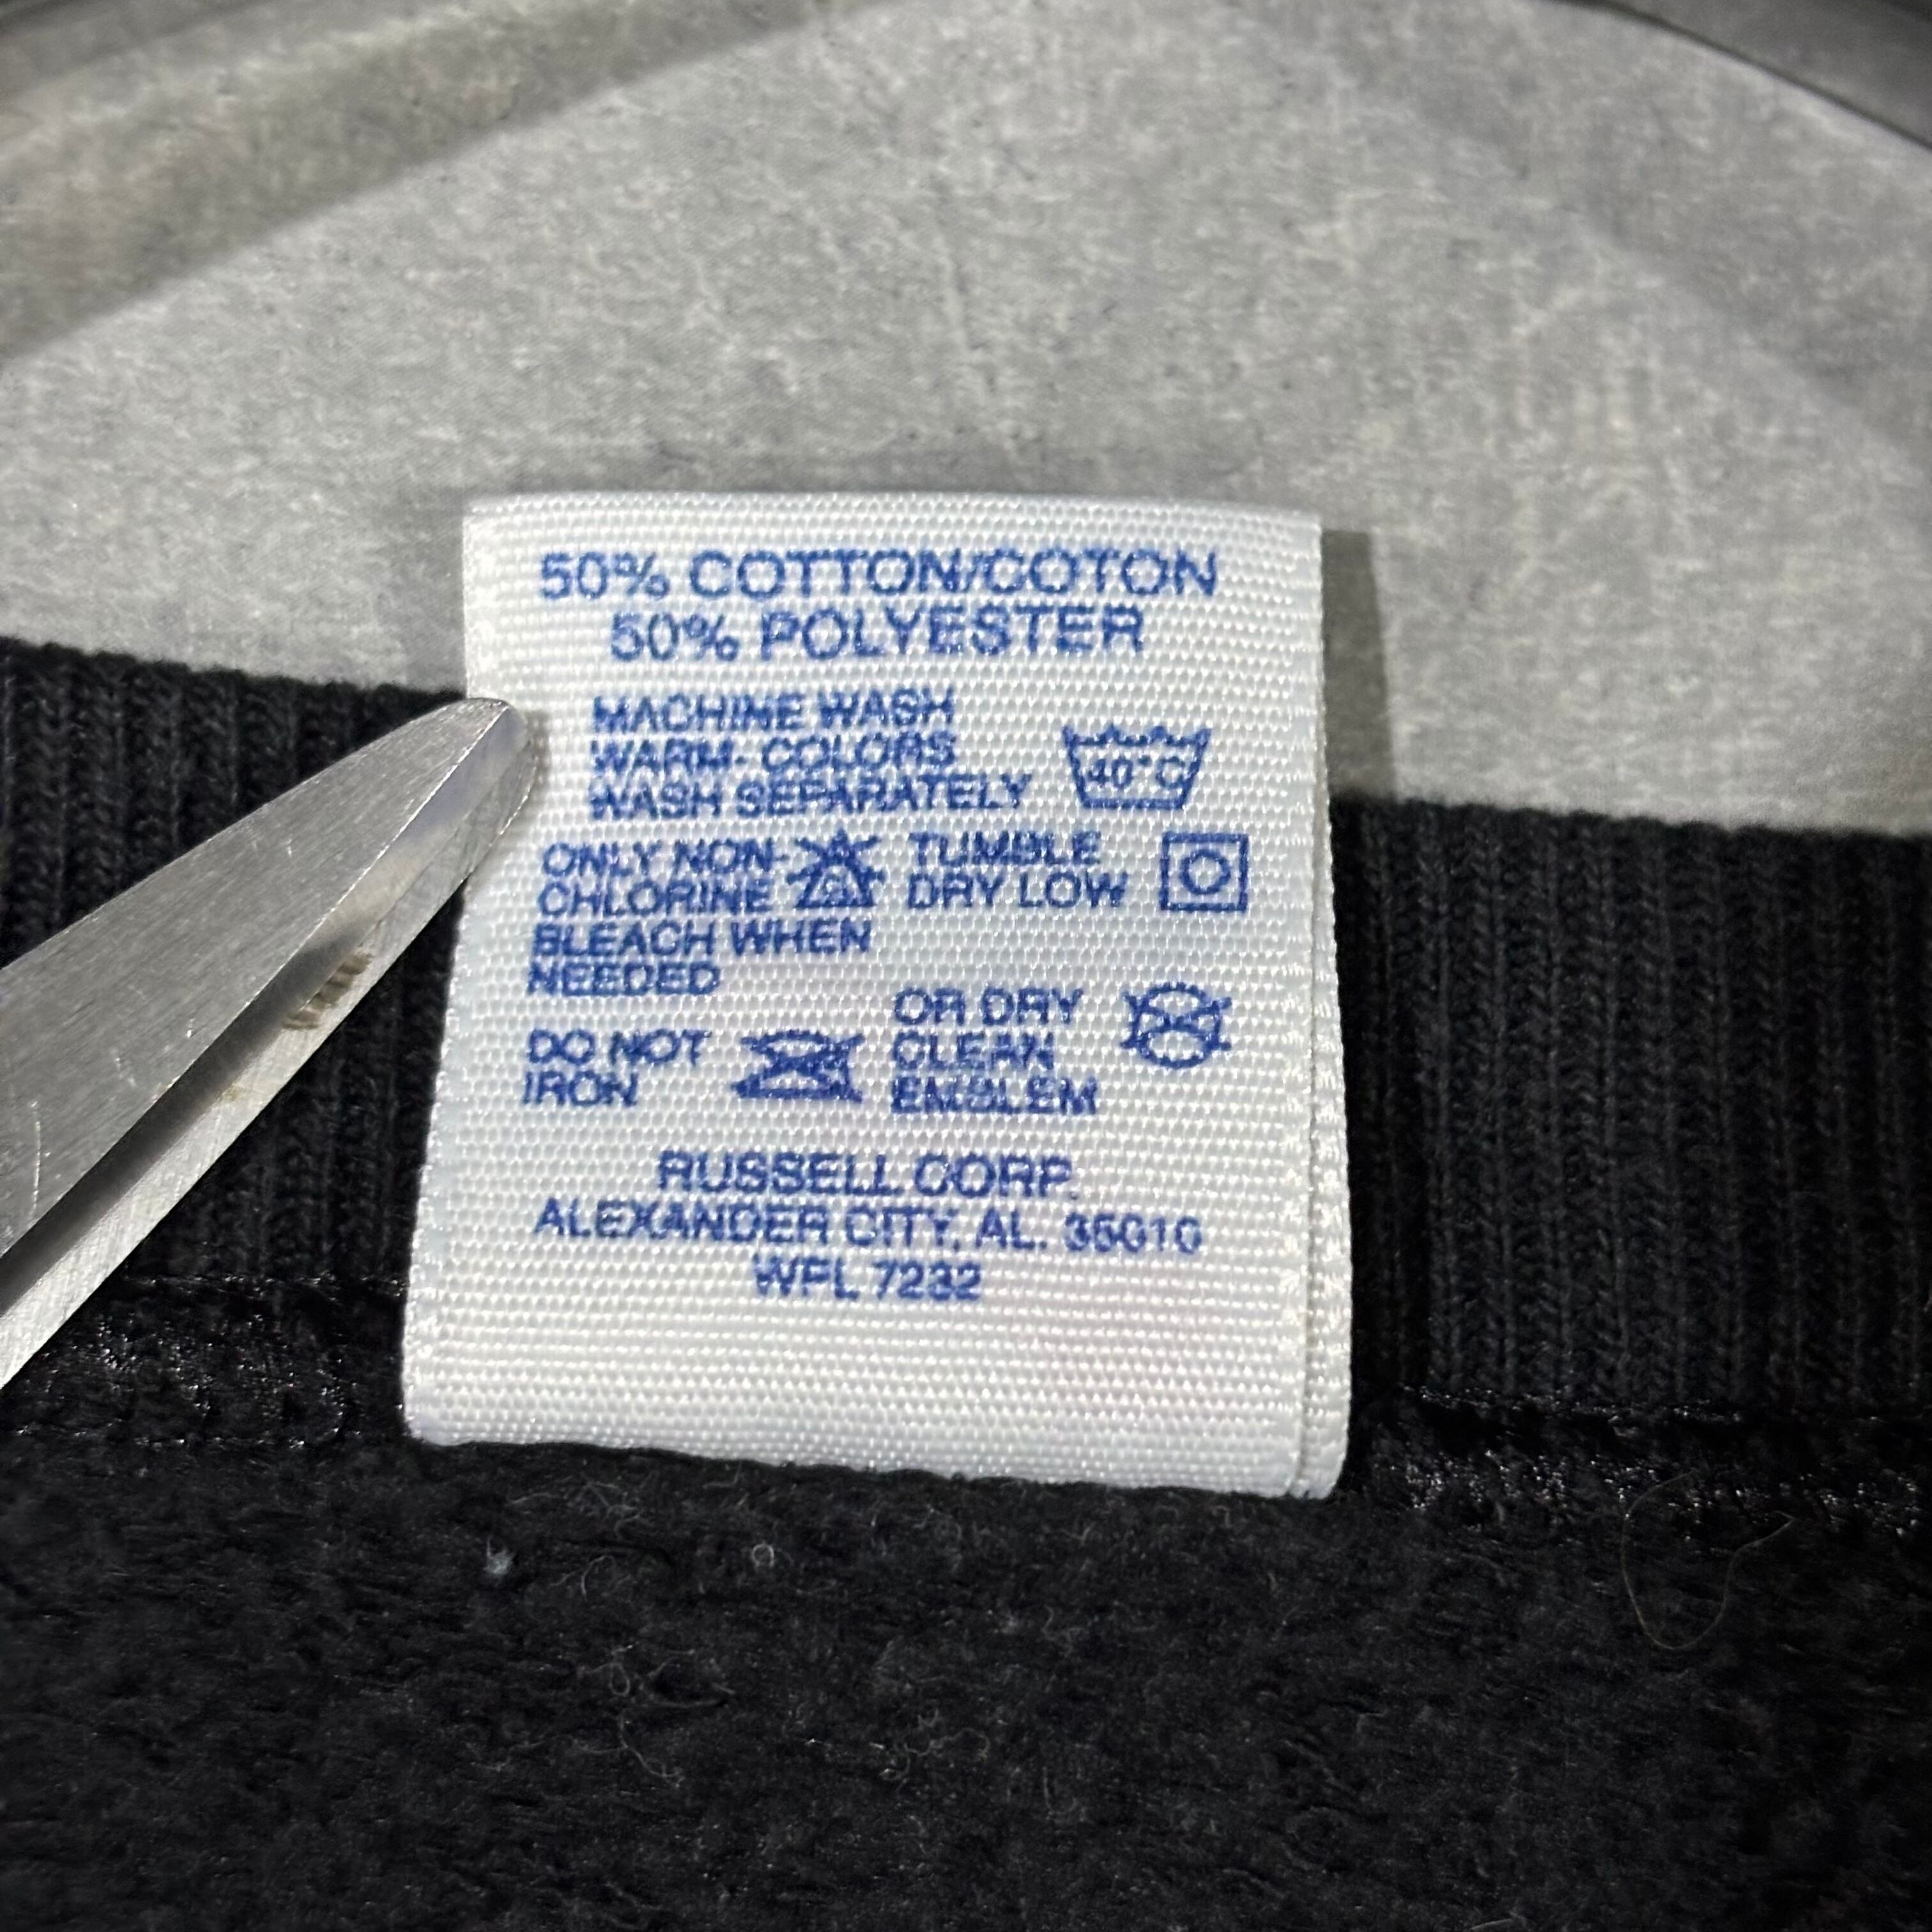 50% COTTON/COTON
50% POLYESTER
MACHINE WASH
WARM- COLORS
WASH SEPARATELY
40°C
ONLY NON-
CHLORINE
BLEACH WHEN
NEEDED
CL
TUMBLE
DRY LOW
DO NOT
IRON
OR DRY
CLEAN
EMBLEM
RUSSELL CORP.
ALEXANDER CITY, AL. 35010
WPL 7232